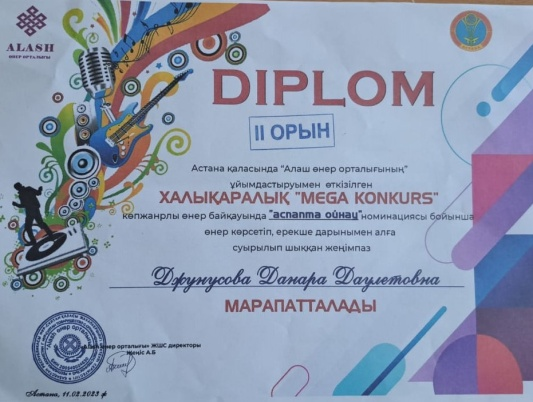 ALASH
ӨНЕР ОРТАЛЫҒЫ
DIPLOM
II ОРЫН
Астана қаласында "Алаш өнер орталығының"
ұйымдастыруымен өткізілген
ХАЛЫҚАРАЛЫҚ "MEGA KONKURS"
көпжанрлы өнер байқауында "аспапта ойнау" номинациясы бойынша
өнер көрсетіп, ерекше дарынымен алға
суырылып шыққан жеңімпаз
Джунусова Данара Даулетовна
МАРАПАТТАЛАДЫ
"Алаш өнер орталығы" ЖШС директоры
Жеңіс А.Б
Астана, 11.02.2023 ф